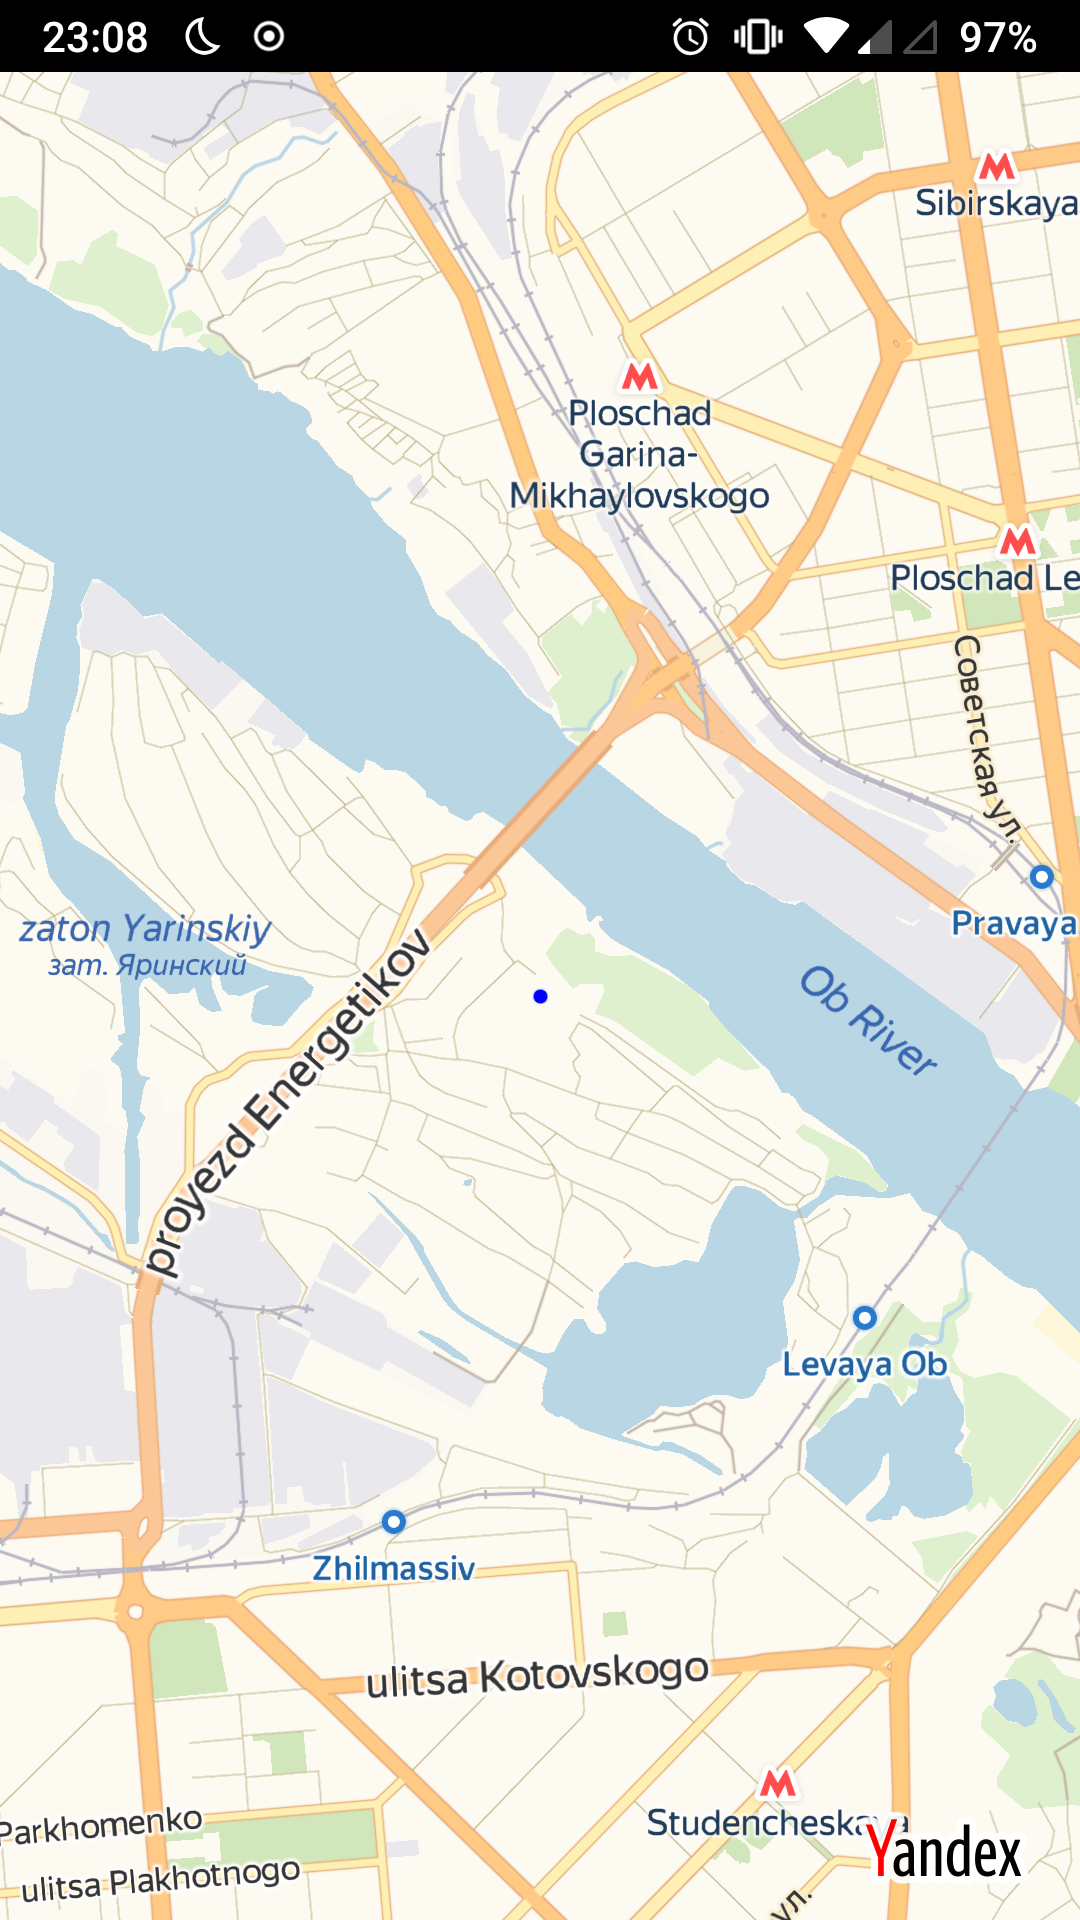 23:08
97%
Sibirskaya
Ploschad
Garina-
Mikhaylovskogo
Ploschad Le
Советская ул.
Pravaya
zaton Yarinskiy
зат. Яринский
Ob River
proyezd Energetikov
Levaya Ob
Zhilmassiv
ulitsa Kotovskogo
Studencheskaya
Parkhomenko
Yandex
ulitsa Plakhotnogo
ул.